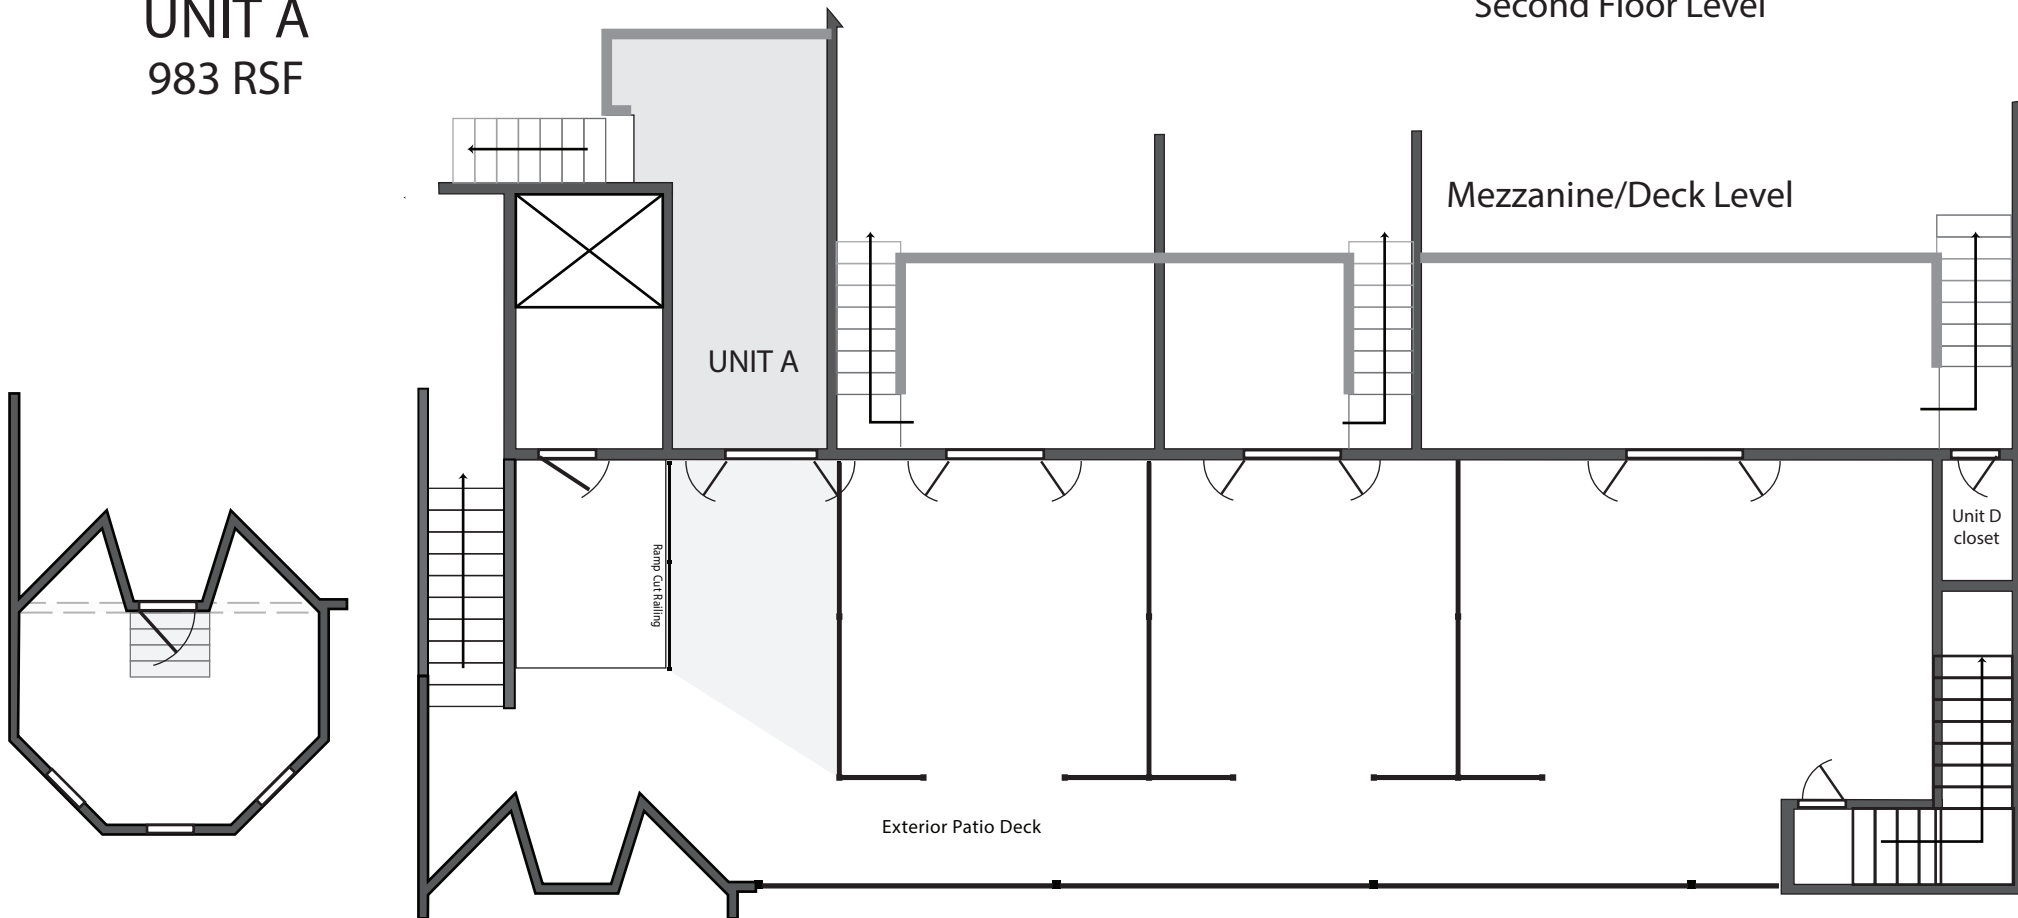 UNIT A
983 RSF
Second Floor Level
Mezzanine/Deck Level
UNIT A
Unit D
closet
Ramp Cut Railing
Exterior Patio Deck